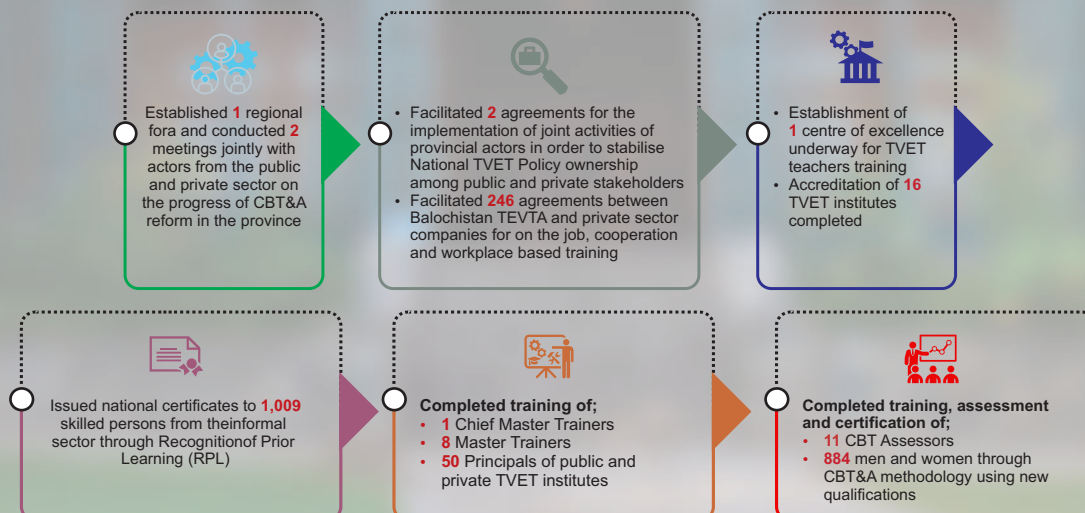 Established 1 regional
fora and conducted 2
meetings jointly with
actors from the public
and private sector on
the progress of CBT&A
reform in the province
• Facilitated 2 agreements for the
implementation of joint activities of
provincial actors in order to stabilise
National TVET Policy ownership
among public and private stakeholders
• Facilitated 246 agreements between
Balochistan TEVTA and private sector
companies for on the job, cooperation
and workplace based training
• Establishment of
1 centre of excellence
underway for TVET
teachers training
• Accreditation of 16
TVET institutes
completed
Issued national certificates to 1,009
skilled persons from theinformal
sector through Recognitionof Prior
Learning (RPL)
Completed training of;
• 1 Chief Master Trainers
• 8 Master Trainers
• 50 Principals of public and
private TVET institutes
Completed training, assessment
and certification of;
• 11 CBT Assessors
• 884 men and women through
CBT&A methodology using new
qualifications